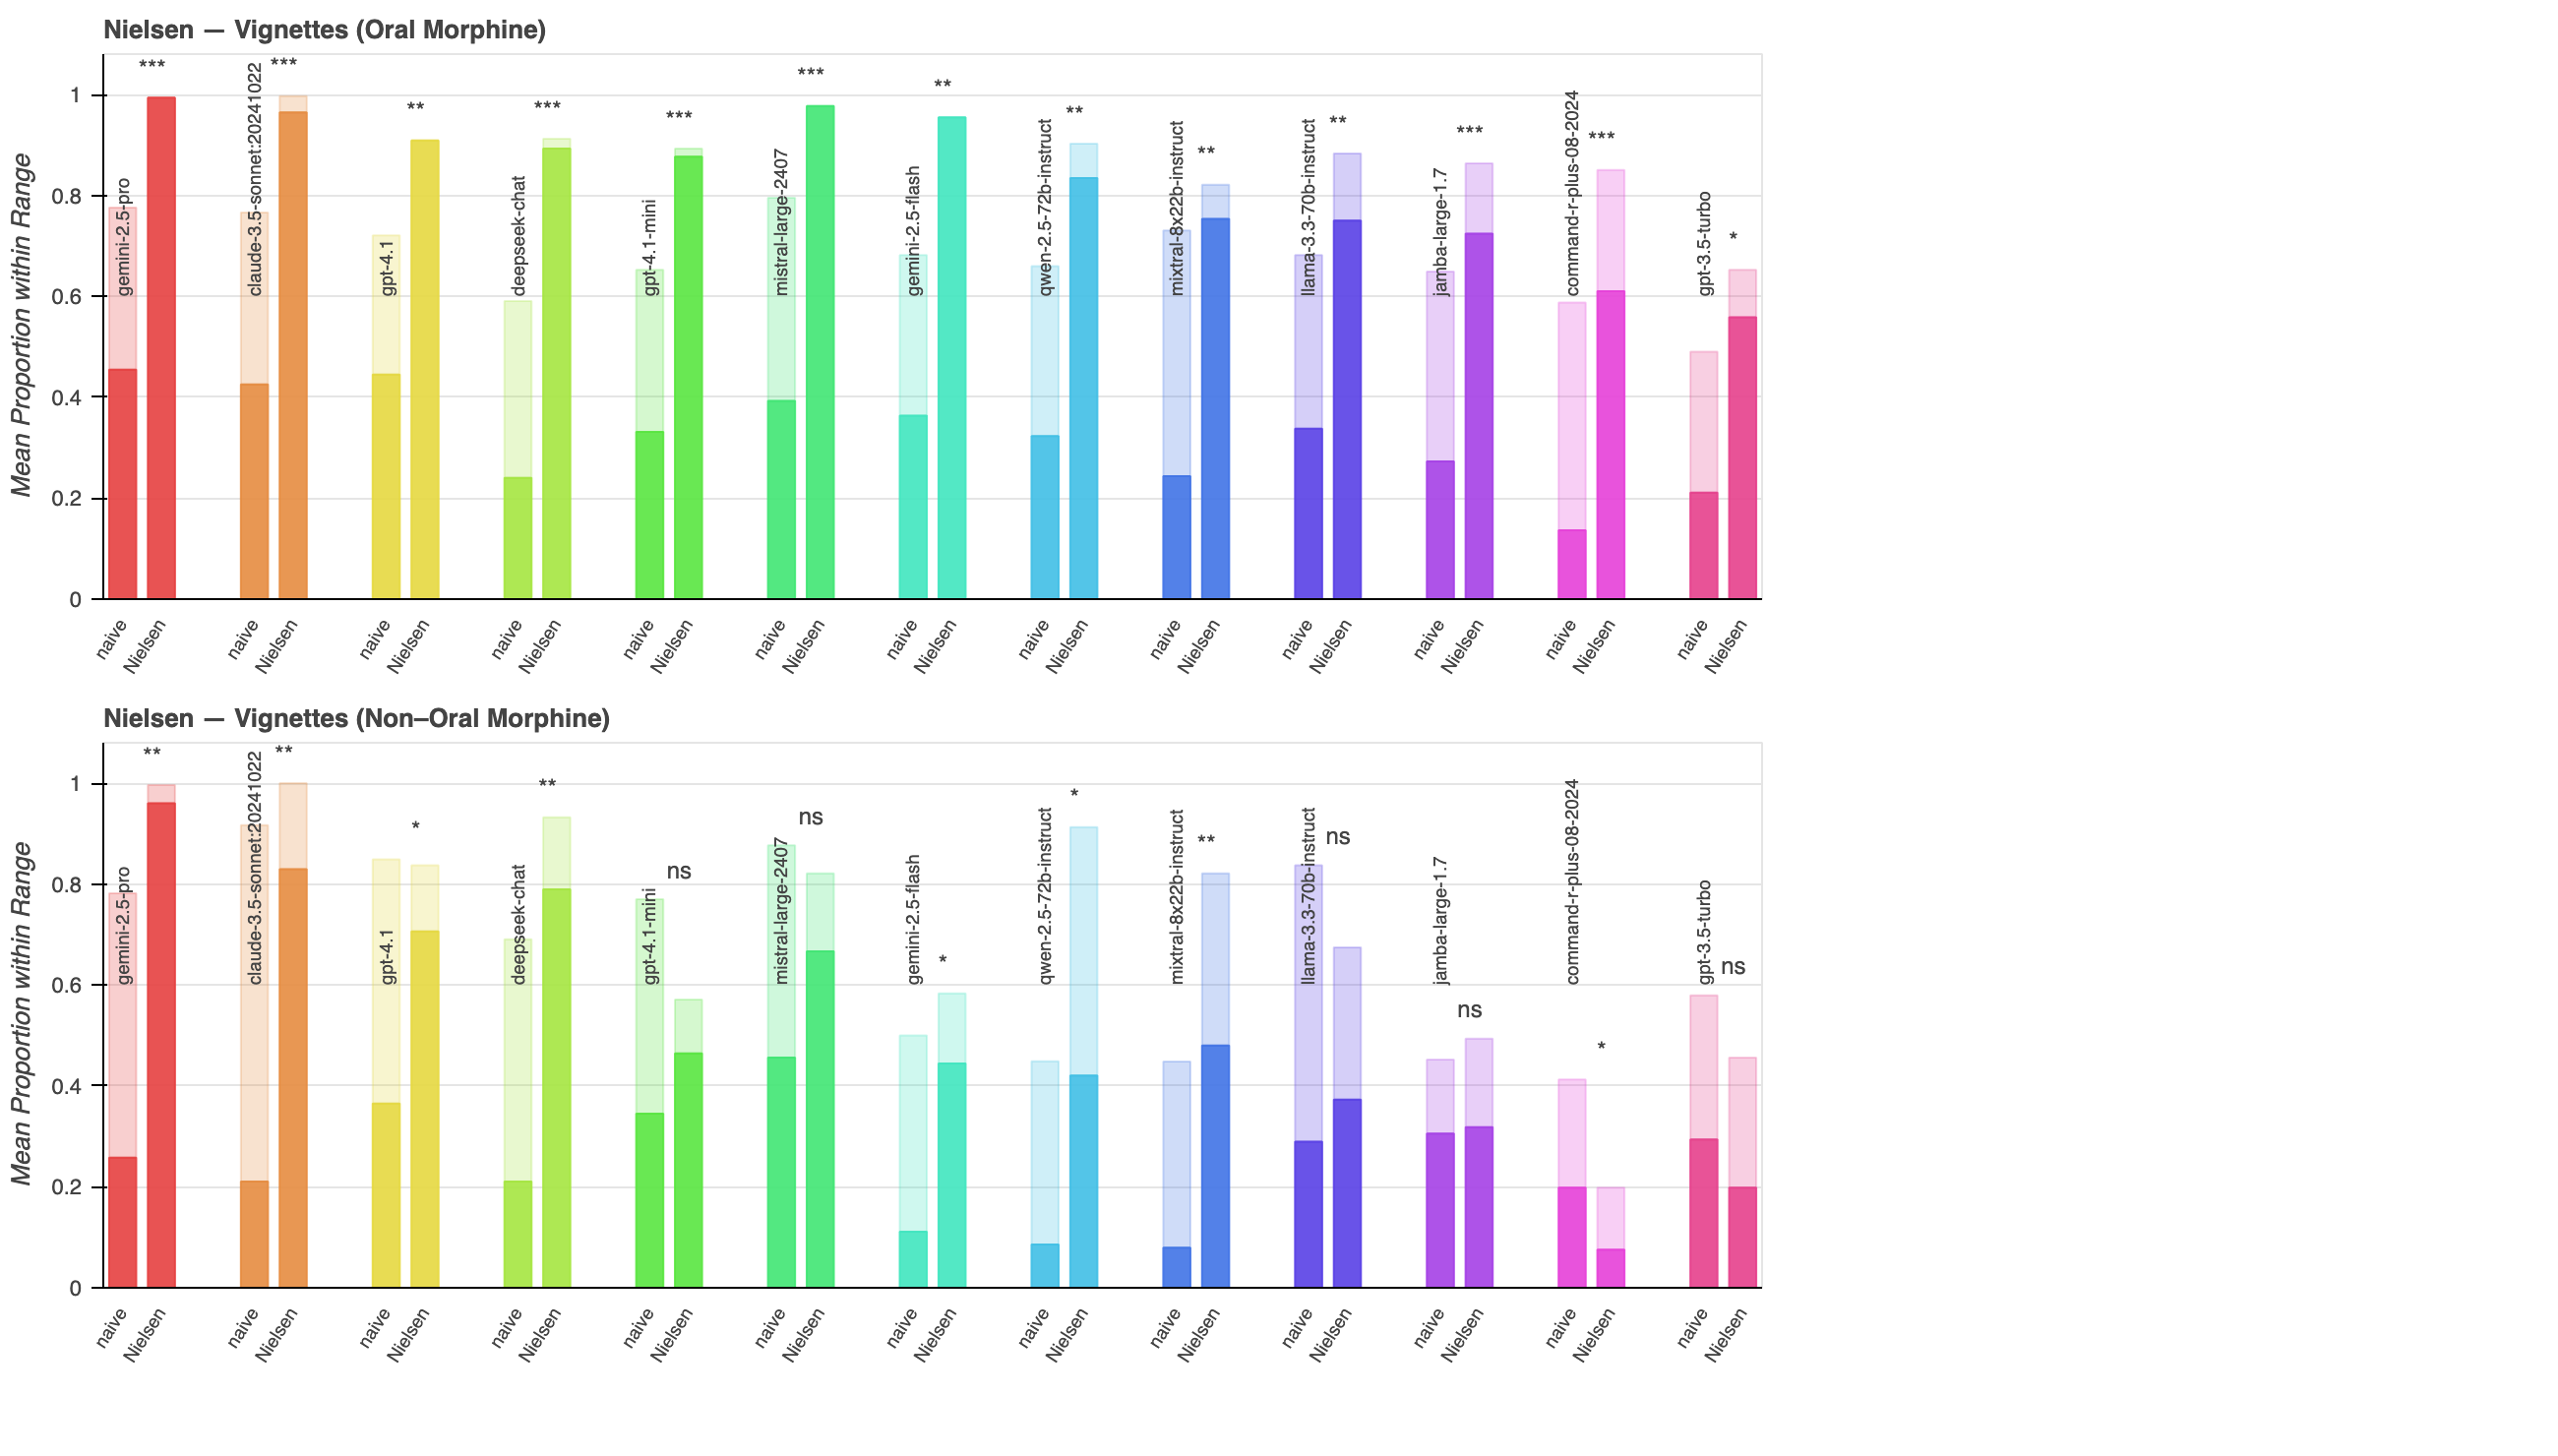 Nielsen — Vignettes (Oral Morphine)
Mean Proportion within Range
1
0.8
0.6
0.4
0.2
0
*** *** ** *** *** *** ** ** ** ** *** *** *
gemini-2.5-pro
claude-3.5-sonnet:20241022
gpt-4.1
deepseek-chat
gpt-4.1-mini
mistral-large-2407
gemini-2.5-flash
qwen-2.5-72b-instruct
mixtral-8x22b-instruct
llama-3.3-70b-instruct
jamba-large-1.7
command-r-plus-08-2024
gpt-3.5-turbo
naive Nielsen naive Nielsen naive Nielsen naive Nielsen naive Nielsen naive Nielsen naive Nielsen naive Nielsen naive Nielsen naive Nielsen naive Nielsen naive Nielsen naive Nielsen
Nielsen — Vignettes (Non–Oral Morphine)
Mean Proportion within Range
1
0.8
0.6
0.4
0.2
0
** ** * ** ns ns * * ** ns ns * ns
gemini-2.5-pro
claude-3.5-sonnet:20241022
gpt-4.1
deepseek-chat
gpt-4.1-mini
mistral-large-2407
gemini-2.5-flash
qwen-2.5-72b-instruct
mixtral-8x22b-instruct
llama-3.3-70b-instruct
jamba-large-1.7
command-r-plus-08-2024
gpt-3.5-turbo
naive Nielsen naive Nielsen naive Nielsen naive Nielsen naive Nielsen naive Nielsen naive Nielsen naive Nielsen naive Nielsen naive Nielsen naive Nielsen naive Nielsen naive Nielsen